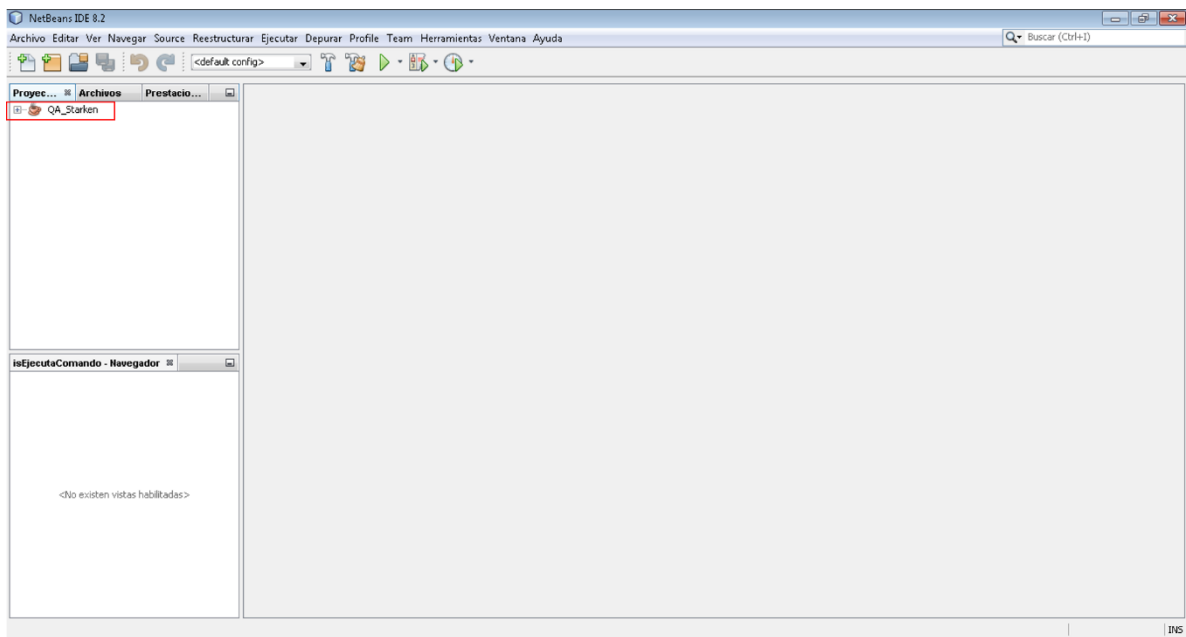 NetBeans IDE 8.2
Archivo Editar Ver Navegar Source Reestructurar Ejecutar Depurar Profile Team Herramientas Ventana Ayuda
Buscar (Ctrl+I)
<default config>
Proyec... Archivos Prestacio...
QA_Starken
isEjecutaComando - Navegador
<No existen vistas habilitadas>
INS